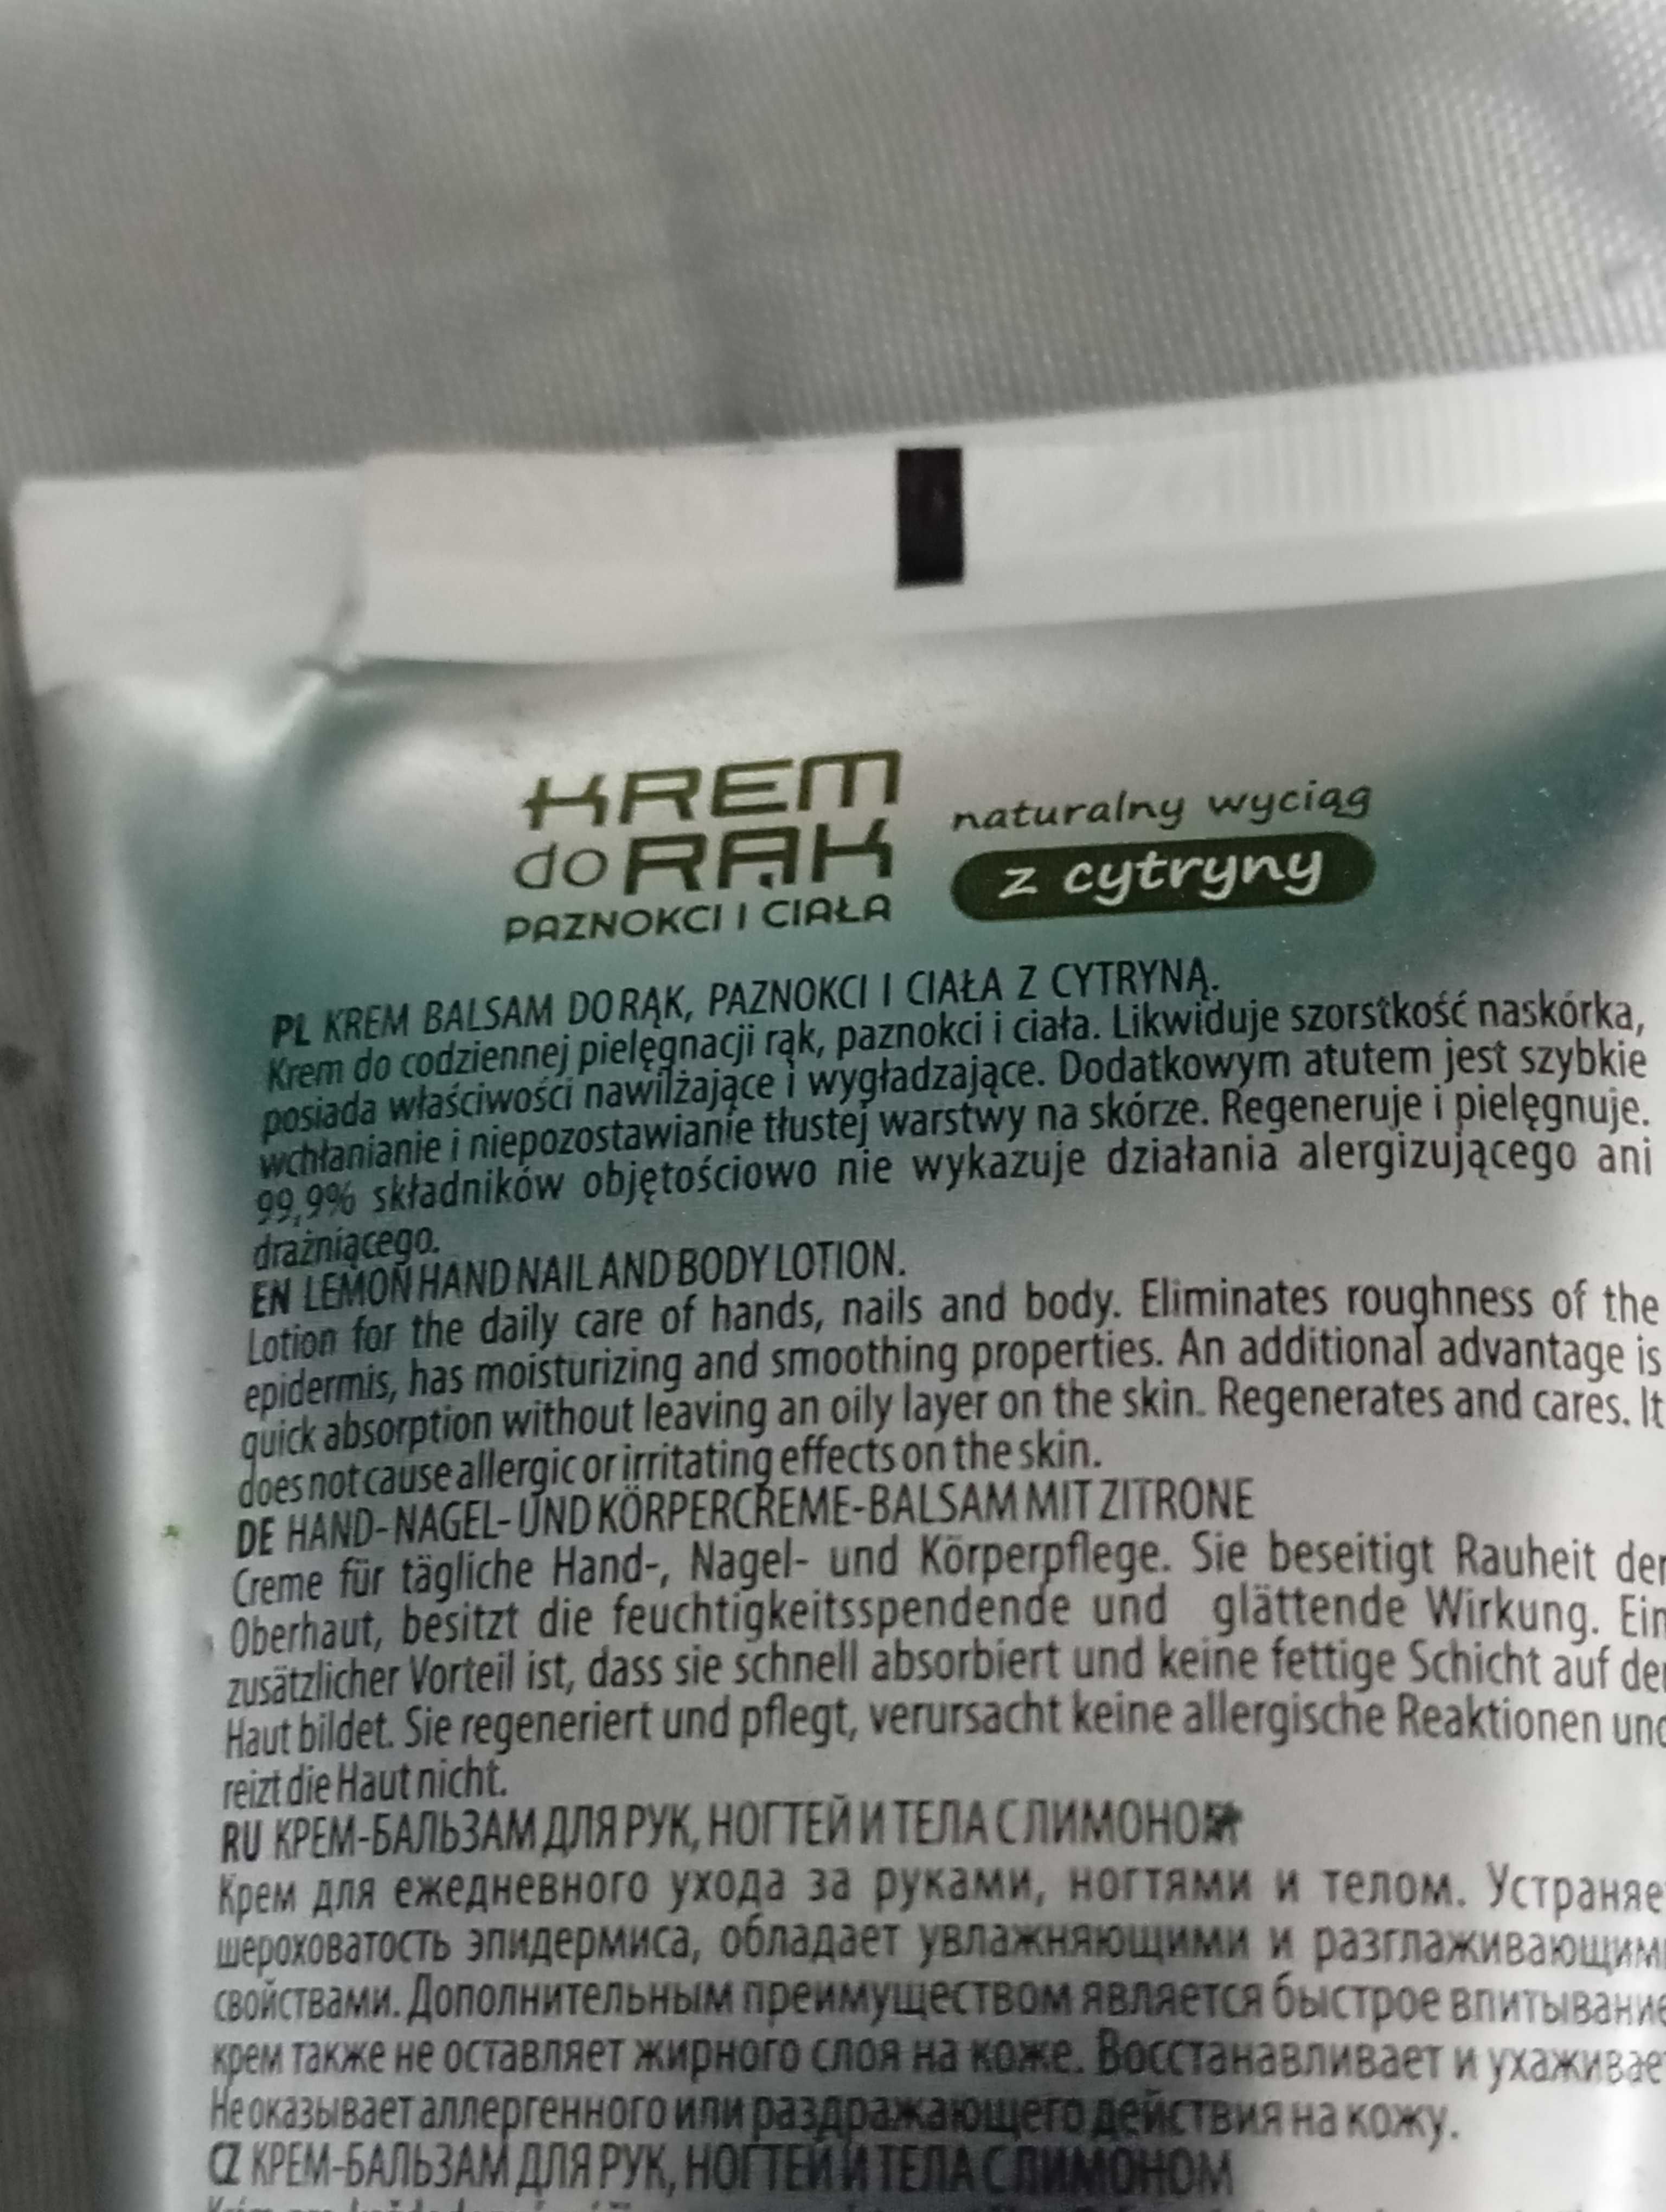 KREM
do RĄK
PAZNOKCI I CIAŁA
naturalny wyciąg
z cytryny
PL KREM BALSAM DO RĄK, PAZNOKCI I CIAŁA Z CYTRYNĄ.
Krem do codziennej pielęgnacji rąk, paznokci i ciała. Likwiduje szorstkość naskórka,
posiada właściwości nawilżające i wygładzające. Dodatkowym atutem jest szybkie
wchłanianie i niepozostawianie tłustej warstwy na skórze. Regeneruje i pielęgnuje.
99,9% składników objętościowo nie wykazuje działania alergizującego ani
drażniącego.
EN LEMON HAND NAIL AND BODY LOTION.
Lotion for the daily care of hands, nails and body. Eliminates roughness of the
epidermis, has moisturizing and smoothing properties. An additional advantage is
quick absorption without leaving an oily layer on the skin. Regenerates and cares. It
does not cause allergic or irritating effects on the skin.
DE HAND- NAGEL- UND KÖRPERCREME-BALSAM MIT ZITRONE
Creme für tägliche Hand-, Nagel- und Körperpflege. Sie beseitigt Rauheit der
Oberhaut, besitzt die feuchtigkeitsspendende und glättende Wirkung. Ein
zusätzlicher Vorteil ist, dass sie schnell absorbiert und keine fettige Schicht auf der
Haut bildet. Sie regeneriert und pflegt, verursacht keine allergische Reaktionen und
reizt die Haut nicht.
RU КРЕМ-БАЛЬЗАМ ДЛЯ РУК, НОГТЕЙ И ТЕЛА С ЛИМОНОМ
Крем для ежедневного ухода за руками, ногтями и телом. Устраняе
шероховатость эпидермиса, обладает увлажняющими и разглаживающим
свойствами. Дополнительным преимуществом является быстрое впитывание
крем также не оставляет жирного слоя на коже. Восстанавливает и ухаживае
Не оказывает аллергенного или раздражающего действия на кожу.
CZ КРЕМ-БАЛЬЗАМ ДЛЯ РУК, НОГТЕЙ И ТЕЛА С ЛИМОНОМ